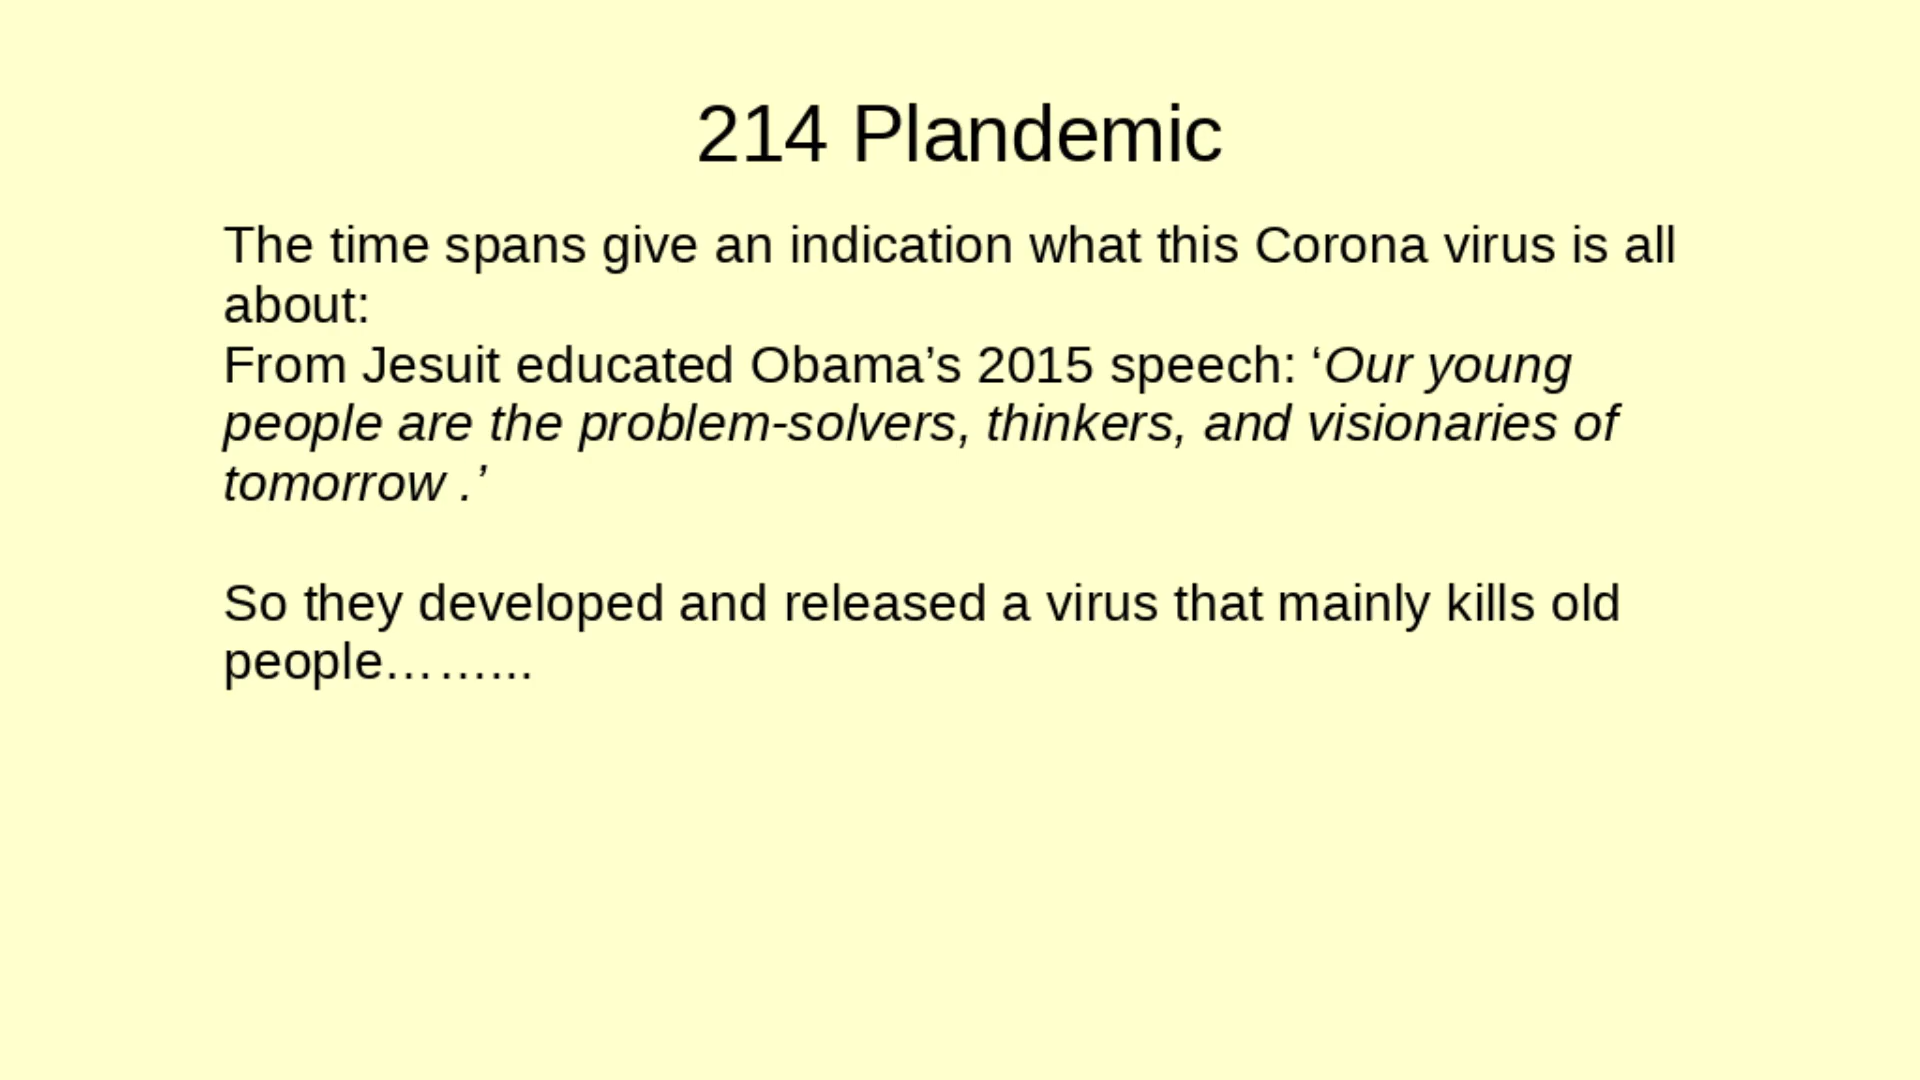 214 Plandemic
The time spans give an indication what this Corona virus is all
about:
From Jesuit educated Obama’s 2015 speech: ‘Our young
people are the problem-solvers, thinkers, and visionaries of
tomorrow .’
So they developed and released a virus that mainly kills old
people……...